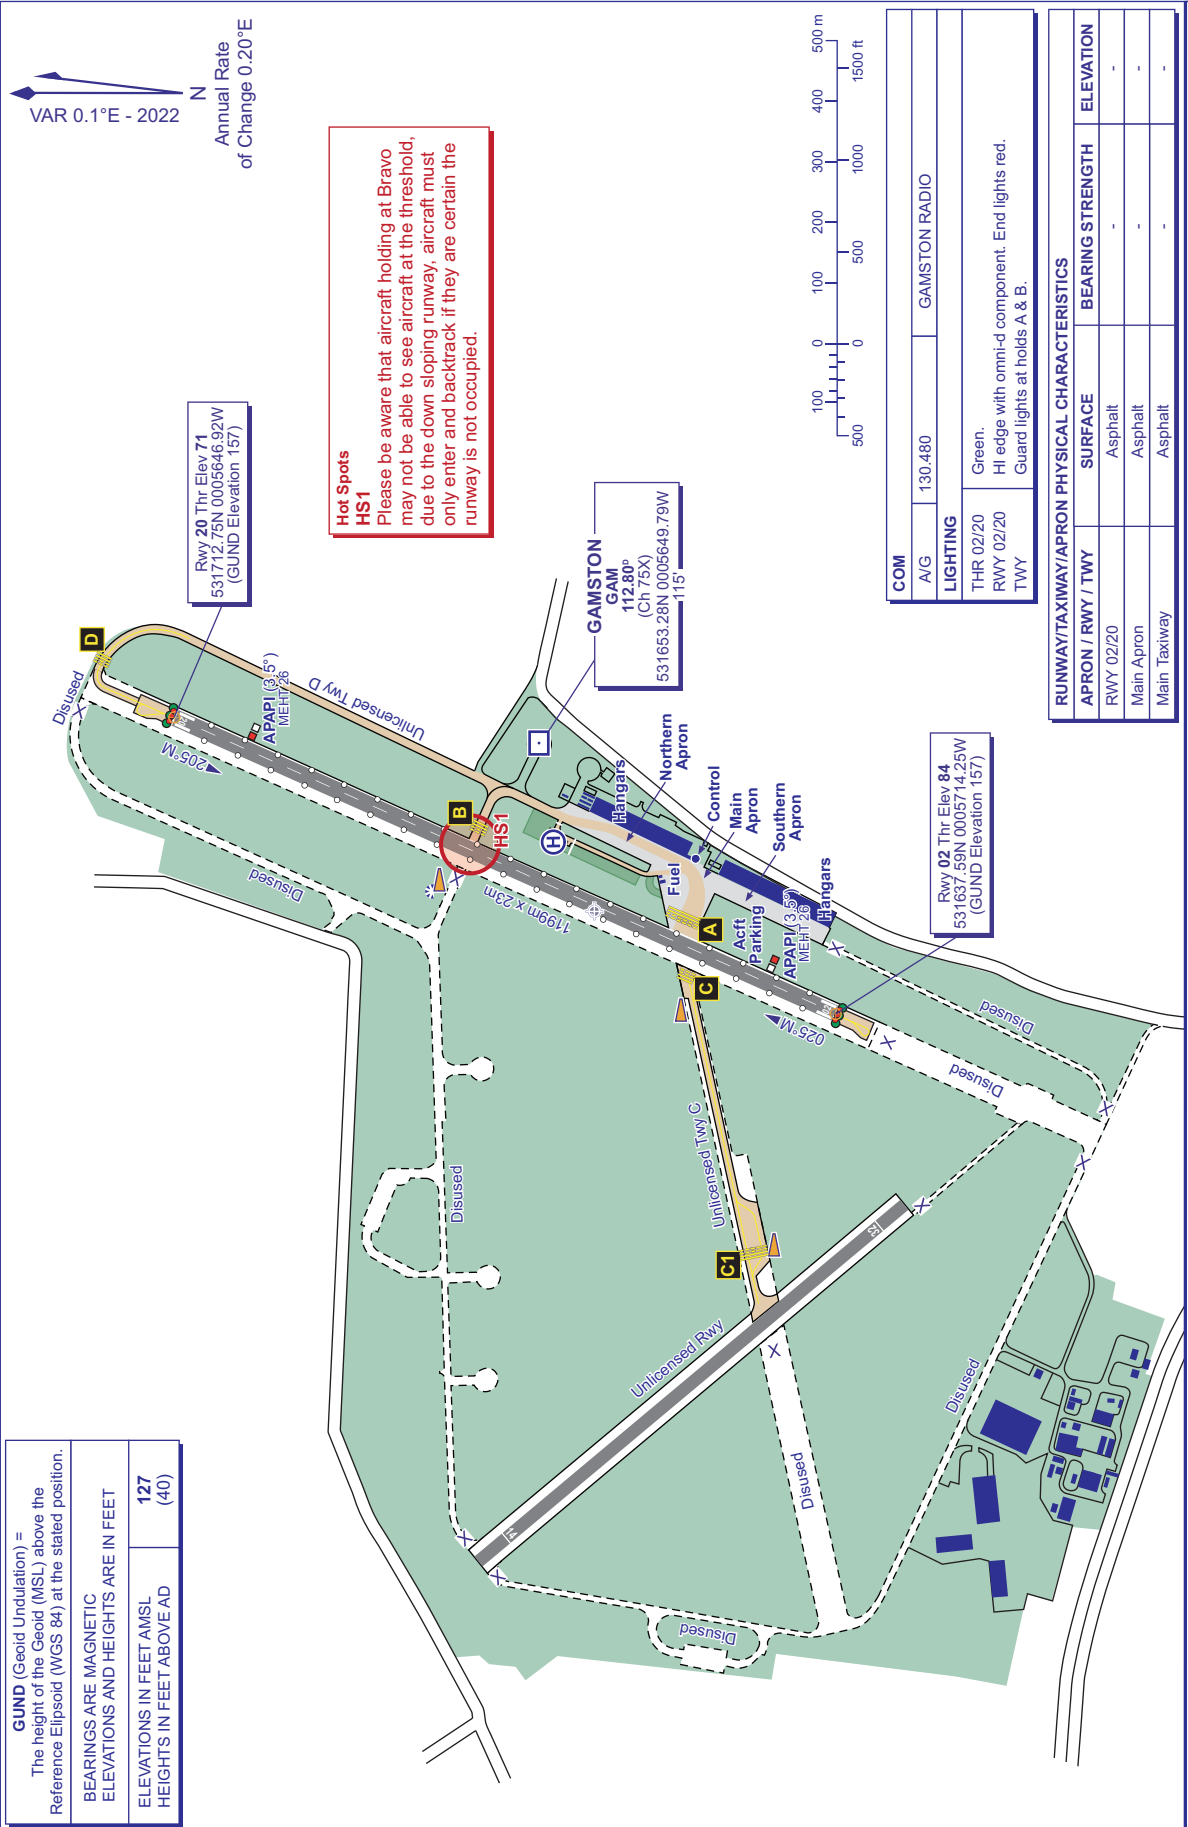 GUND (Geoid Undulation) =
The height of the Geoid (MSL) above the
Reference Elipsoid (WGS 84) at the stated position.
BEARINGS ARE MAGNETIC
ELEVATIONS AND HEIGHTS ARE IN FEET
ELEVATIONS IN FEET AMSL
HEIGHTS IN FEET ABOVE AD
127
(40)
VAR 0.1°E - 2022
N
Annual Rate
of Change 0.20°E
Rwy 20 Thr Elev 71
531712.75N 0005646.92W
(GUND Elevation 157)
Hot Spots
HS1
Please be aware that aircraft holding at Bravo
may not be able to see aircraft at the threshold,
due to the down sloping runway, aircraft must
only enter and backtrack if they are certain the
runway is not occupied.
GAMSTON
GAM
112.80°
(Ch 75X)
531653.28N 0005649.79W
115'
Rwy 02 Thr Elev 84
531637.59N 0005714.25W
(GUND Elevation 157)
Disused
D
205°M
20
APAPI (3.5°)
MEHT 26
Unlicensed Twy D
B
HS1
H
1199m x 23m
Disused
Hangars
Northern
Apron
Control
Main
Apron
Southern
Apron
Fuel
A
Acft
Parking
Hangars
APAPI (3.5°)
MEHT 26
C
02
025°M
Disused
Disused
Unlicensed Twy C
Disused
C1
32
Unlicensed Rwy
14
Disused
Disused
Disused
500 m
400
300
200
100
0
100
1500 ft
1000
500
0
500
COM
A/G
130.480
GAMSTON RADIO
LIGHTING
THR 02/20
Green.
RWY 02/20
HI edge with omni-d component. End lights red.
TWY
Guard lights at holds A & B.
RUNWAY/TAXIWAY/APRON PHYSICAL CHARACTERISTICS
APRON / RWY / TWY
SURFACE
BEARING STRENGTH
ELEVATION
RWY 02/20
Asphalt
-
-
Main Apron
Asphalt
-
-
Main Taxiway
Asphalt
-
-